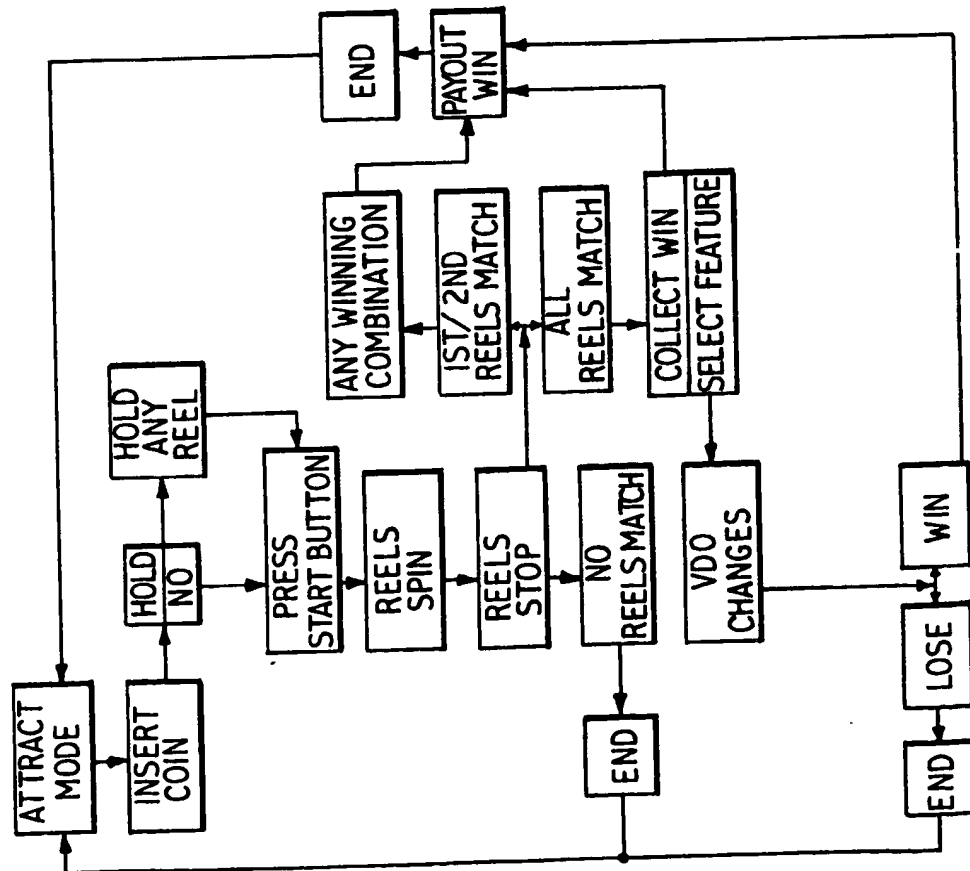 ATTRACT
MODE
INSERT
COIN
HOLD
NO
HOLD
ANY
REEL
PRESS
START BUTTON
REELS
SPIN
REELS
STOP
NO
REELS MATCH
END
ANY WINNING
COMBINATION
1ST/2ND
REELS MATCH
ALL
REELS MATCH
COLLECT WIN
SELECT FEATURE
PAYOUT
WIN
END
VDO
CHANGES
WIN
LOSE
END